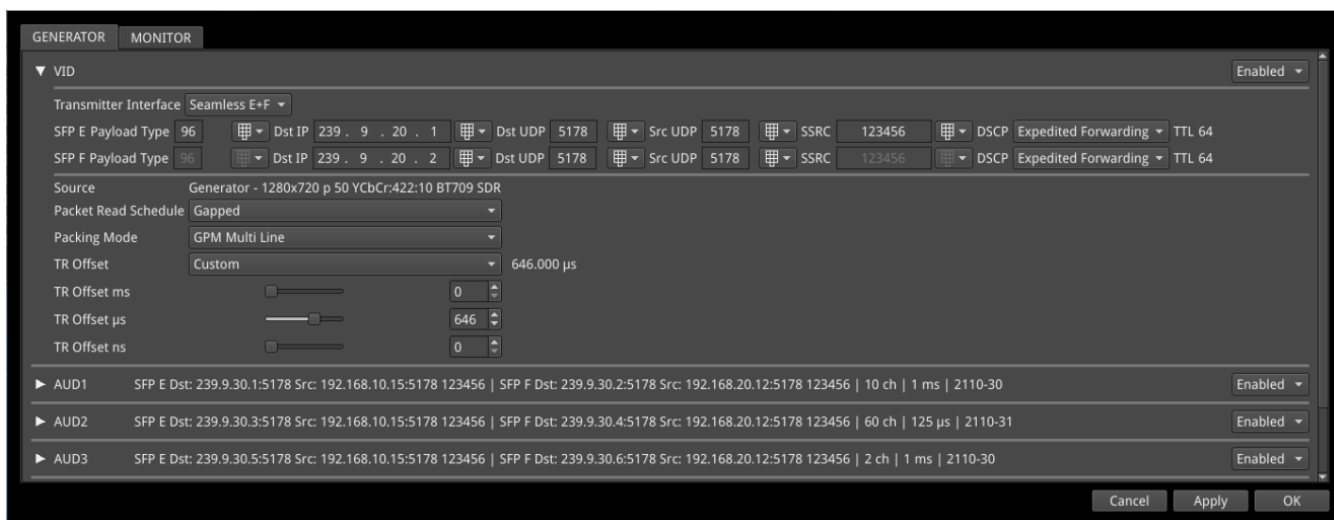 GENERATOR MONITOR
VID Enabled
Transmitter Interface Seamless E+F
SFP E Payload Type 96 Dst IP 239 . 9 . 20 . 1 Dst UDP 5178 Src UDP 5178 SSRC 123456 DSCP Expedited Forwarding TTL 64
SFP F Payload Type 96 Dst IP 239 . 9 . 20 . 2 Dst UDP 5178 Src UDP 5178 SSRC 123456 DSCP Expedited Forwarding TTL 64
Source Generator - 1280x720 p 50 YCbCr:422:10 BT709 SDR
Packet Read Schedule Gapped
Packing Mode GPM Multi Line
TR Offset Custom 646.000 µs
TR Offset ms 0
TR Offset µs 646
TR Offset ns 0
AUD1 SFP E Dst: 239.9.30.1:5178 Src: 192.168.10.15:5178 123456 | SFP F Dst: 239.9.30.2:5178 Src: 192.168.20.12:5178 123456 | 10 ch | 1 ms | 2110-30 Enabled
AUD2 SFP E Dst: 239.9.30.3:5178 Src: 192.168.10.15:5178 123456 | SFP F Dst: 239.9.30.4:5178 Src: 192.168.20.12:5178 123456 | 60 ch | 125 µs | 2110-31 Enabled
AUD3 SFP E Dst: 239.9.30.5:5178 Src: 192.168.10.15:5178 123456 | SFP F Dst: 239.9.30.6:5178 Src: 192.168.20.12:5178 123456 | 2 ch | 1 ms | 2110-30 Enabled
Cancel Apply OK